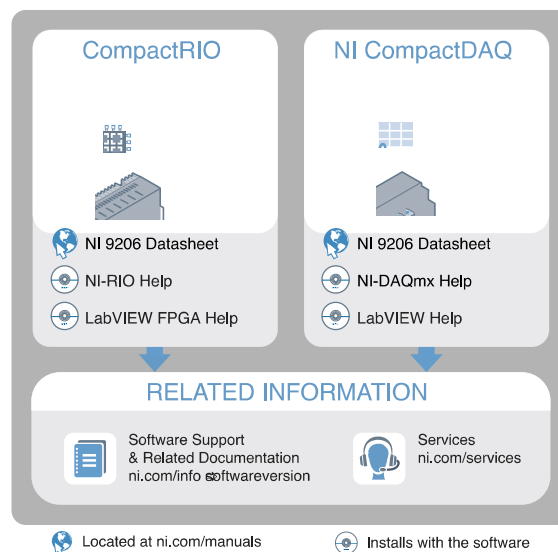 CompactRIO
NI 9206 Datasheet
NI-RIO Help
LabVIEW FPGA Help
NI CompactDAQ
NI 9206 Datasheet
NI-DAQmx Help
LabVIEW Help
RELATED INFORMATION
Software Support
& Related Documentation
ni.com/info softwareversion
Services
ni.com/services
Located at ni.com/manuals
Installs with the software